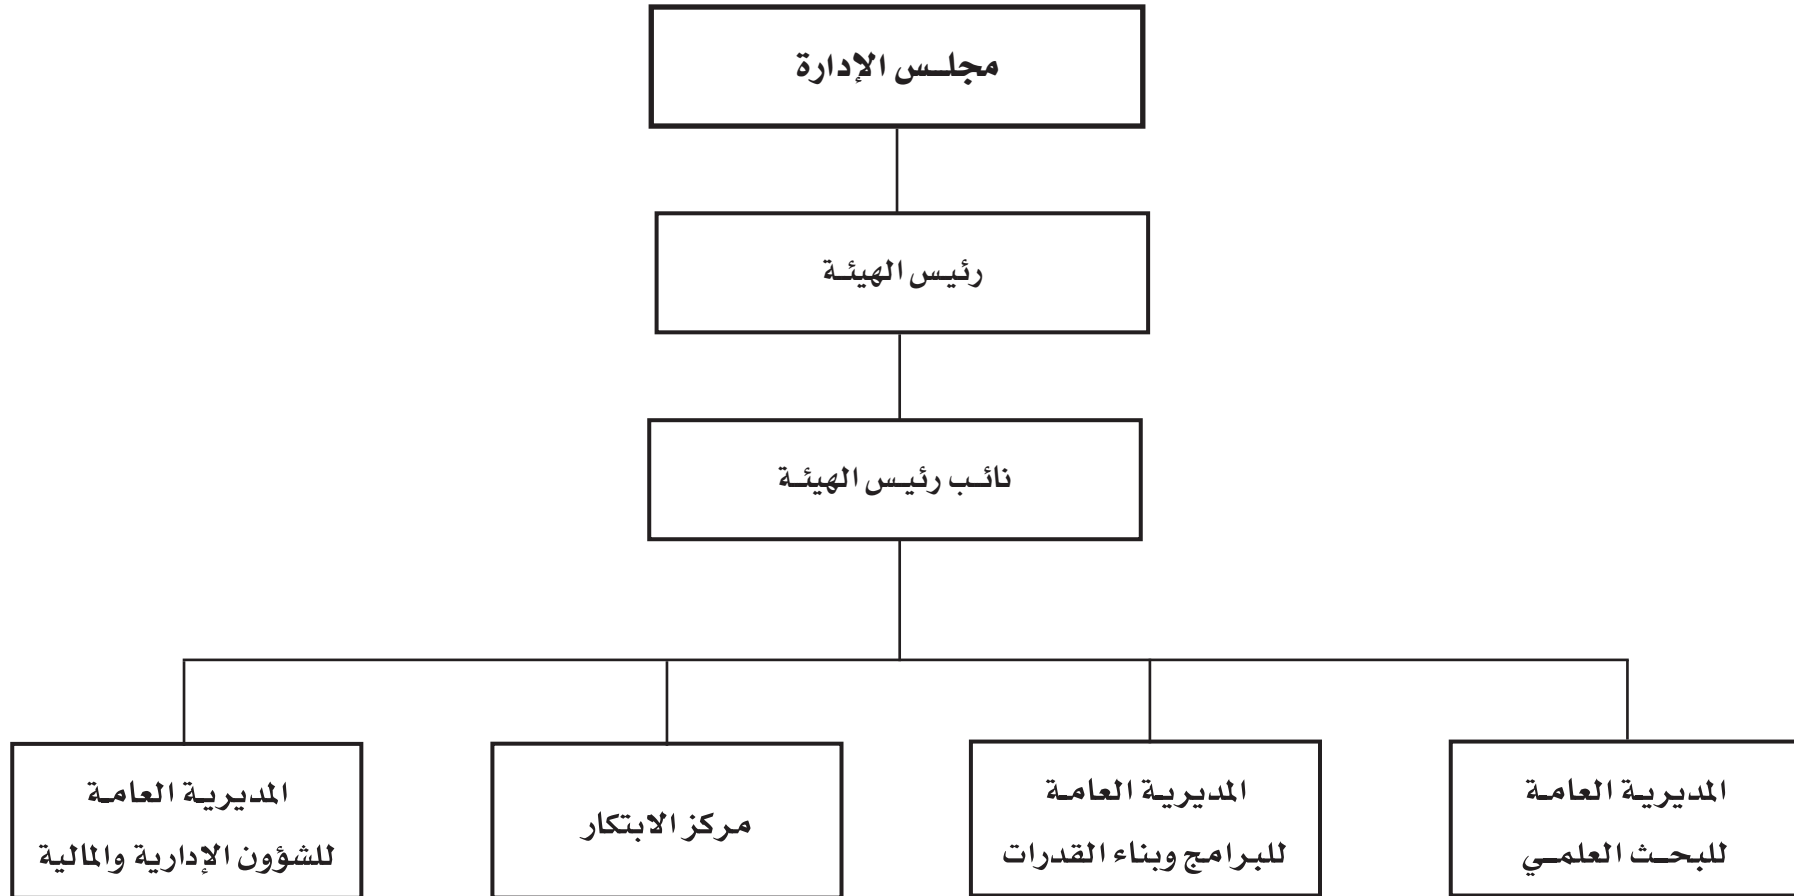 مجلس الإدارة
رئيس الهيئة
نائب رئيس الهيئة
المديرية العامة
للبحث العلمي
المديرية العامة
للبرامج وبناء القدرات
مركز الابتكار
المديرية العامة
للشؤون الإدارية والمالية